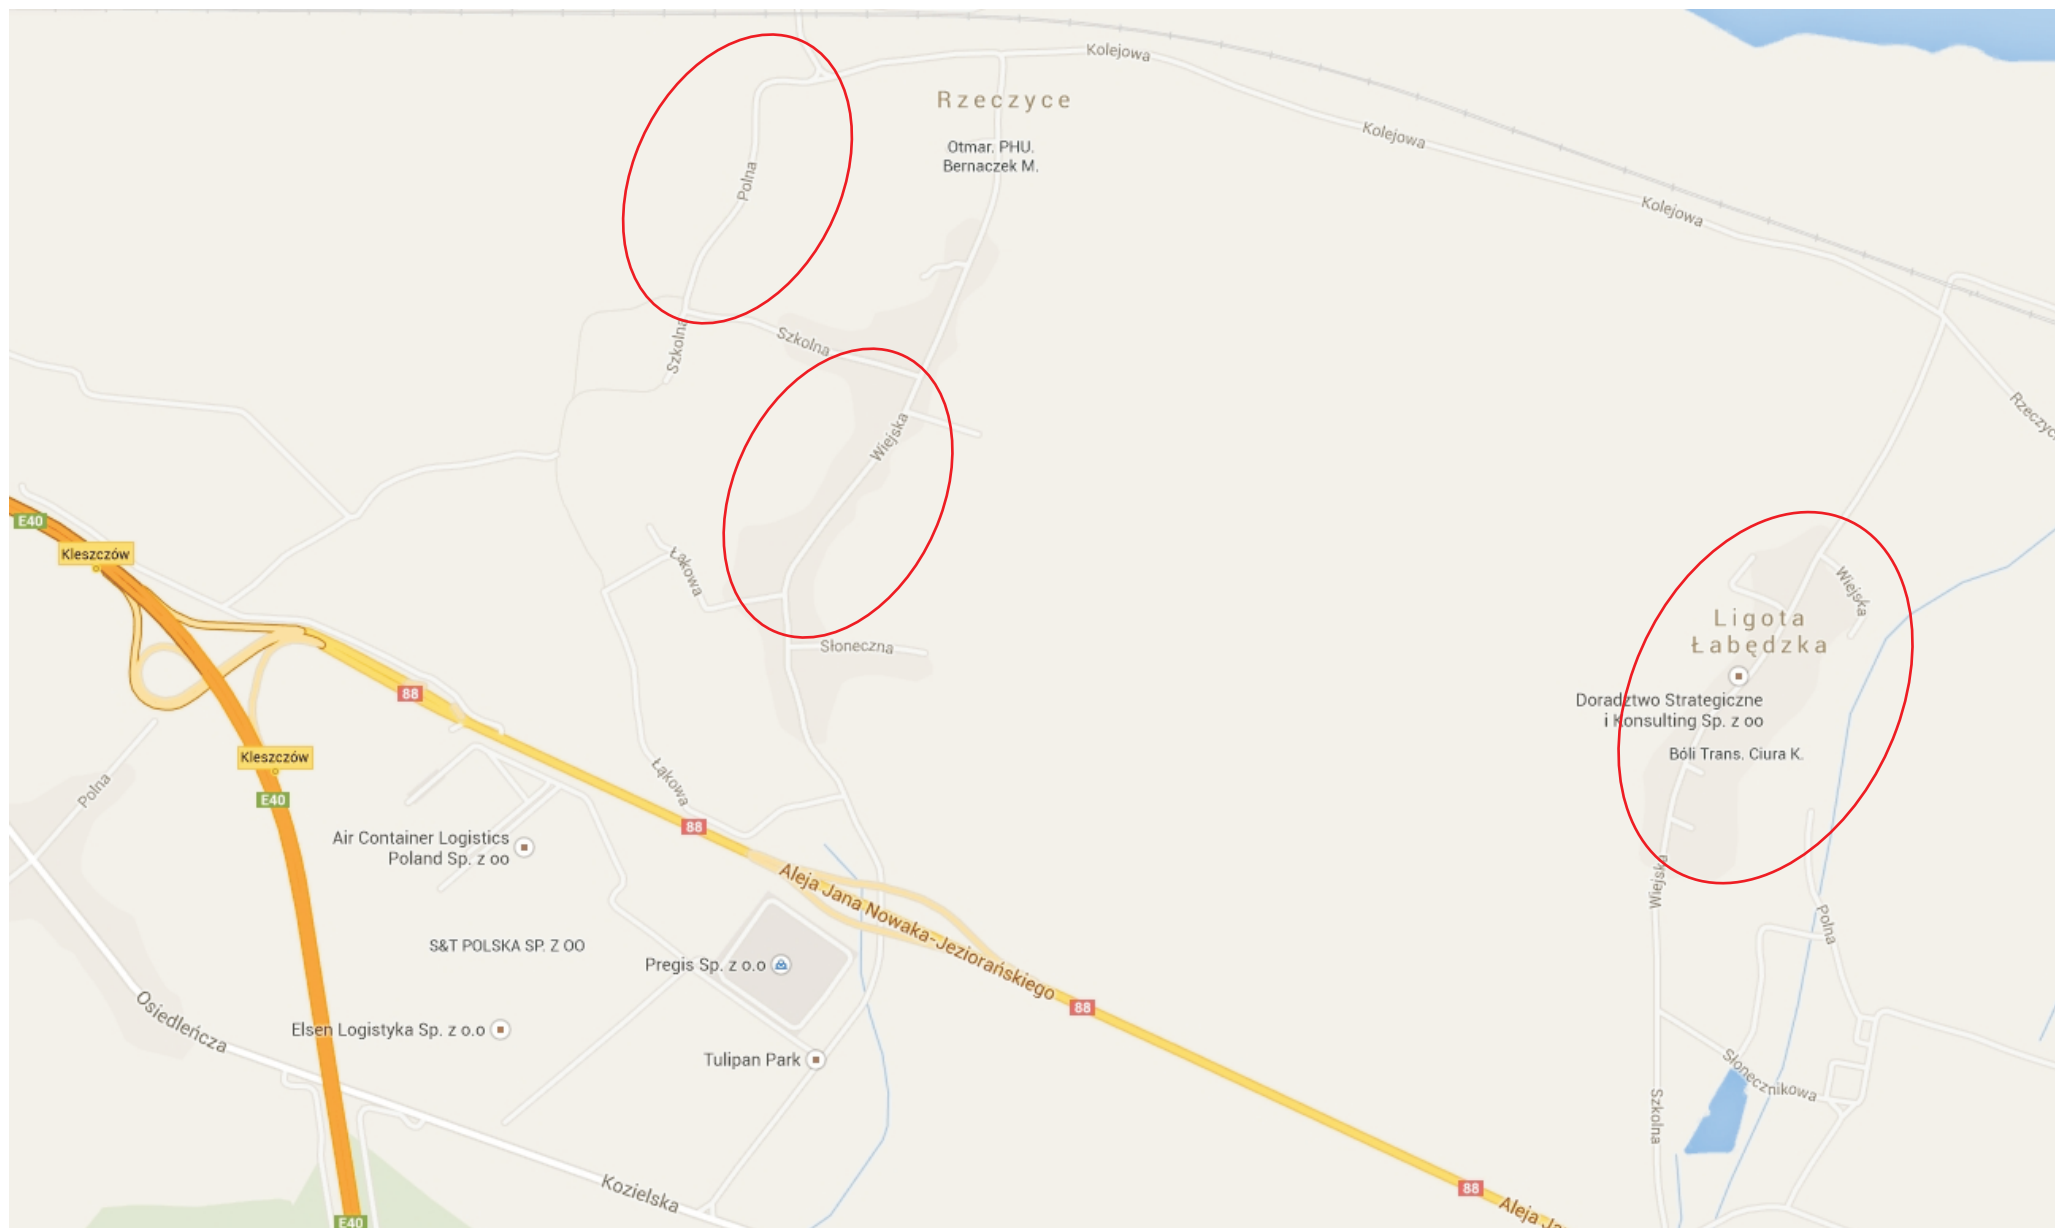 Kolejowa
Rzeczyce
Otmar. PHU.
Bernaczek M.
Kolejowa
Polna
Kolejowa
Szkolna
Szkolna
Wiejska
E40
Kleszczów
Łąkowa
Wiejska
Ligota
Łabędzka
Słoneczna
88
Doradztwo Strategiczne
i Konsulting Sp. z oo
Bóli Trans. Ciura K.
Kleszczów
E40
Polna
Łąkowa
88
Air Container Logistics
Poland Sp. z oo
Aleja Jana Nowaka-Jeziorańskiego
Wiejska
Polna
S&T POLSKA SP. Z OO
Pregis Sp. z o.o
88
Osiedleńcza
Elsen Logistyka Sp. z o.o
Tulipan Park
Słonecznikowa
Szkolna
Kozielska
88
Aleja
E40